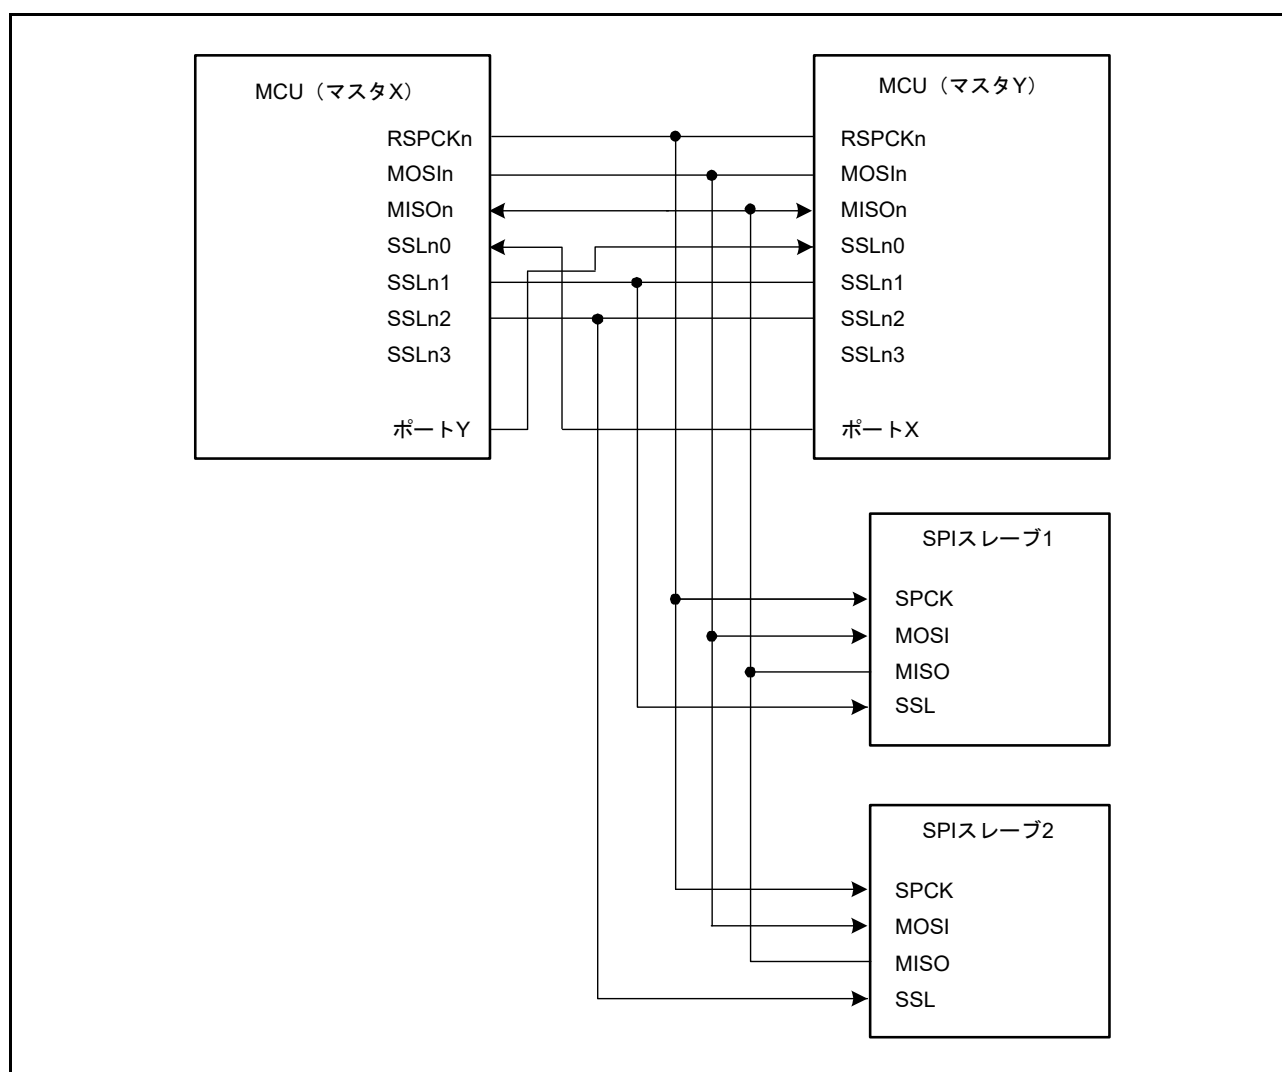 MCU（マスタX）
RSPCKn
MOSIn
MISOn
SSLn0
SSLn1
SSLn2
SSLn3
ポートY
MCU（マスタY）
RSPCKn
MOSIn
MISOn
SSLn0
SSLn1
SSLn2
SSLn3
ポートX
SPIスレーブ1
SPCK
MOSI
MISO
SSL
SPIスレーブ2
SPCK
MOSI
MISO
SSL